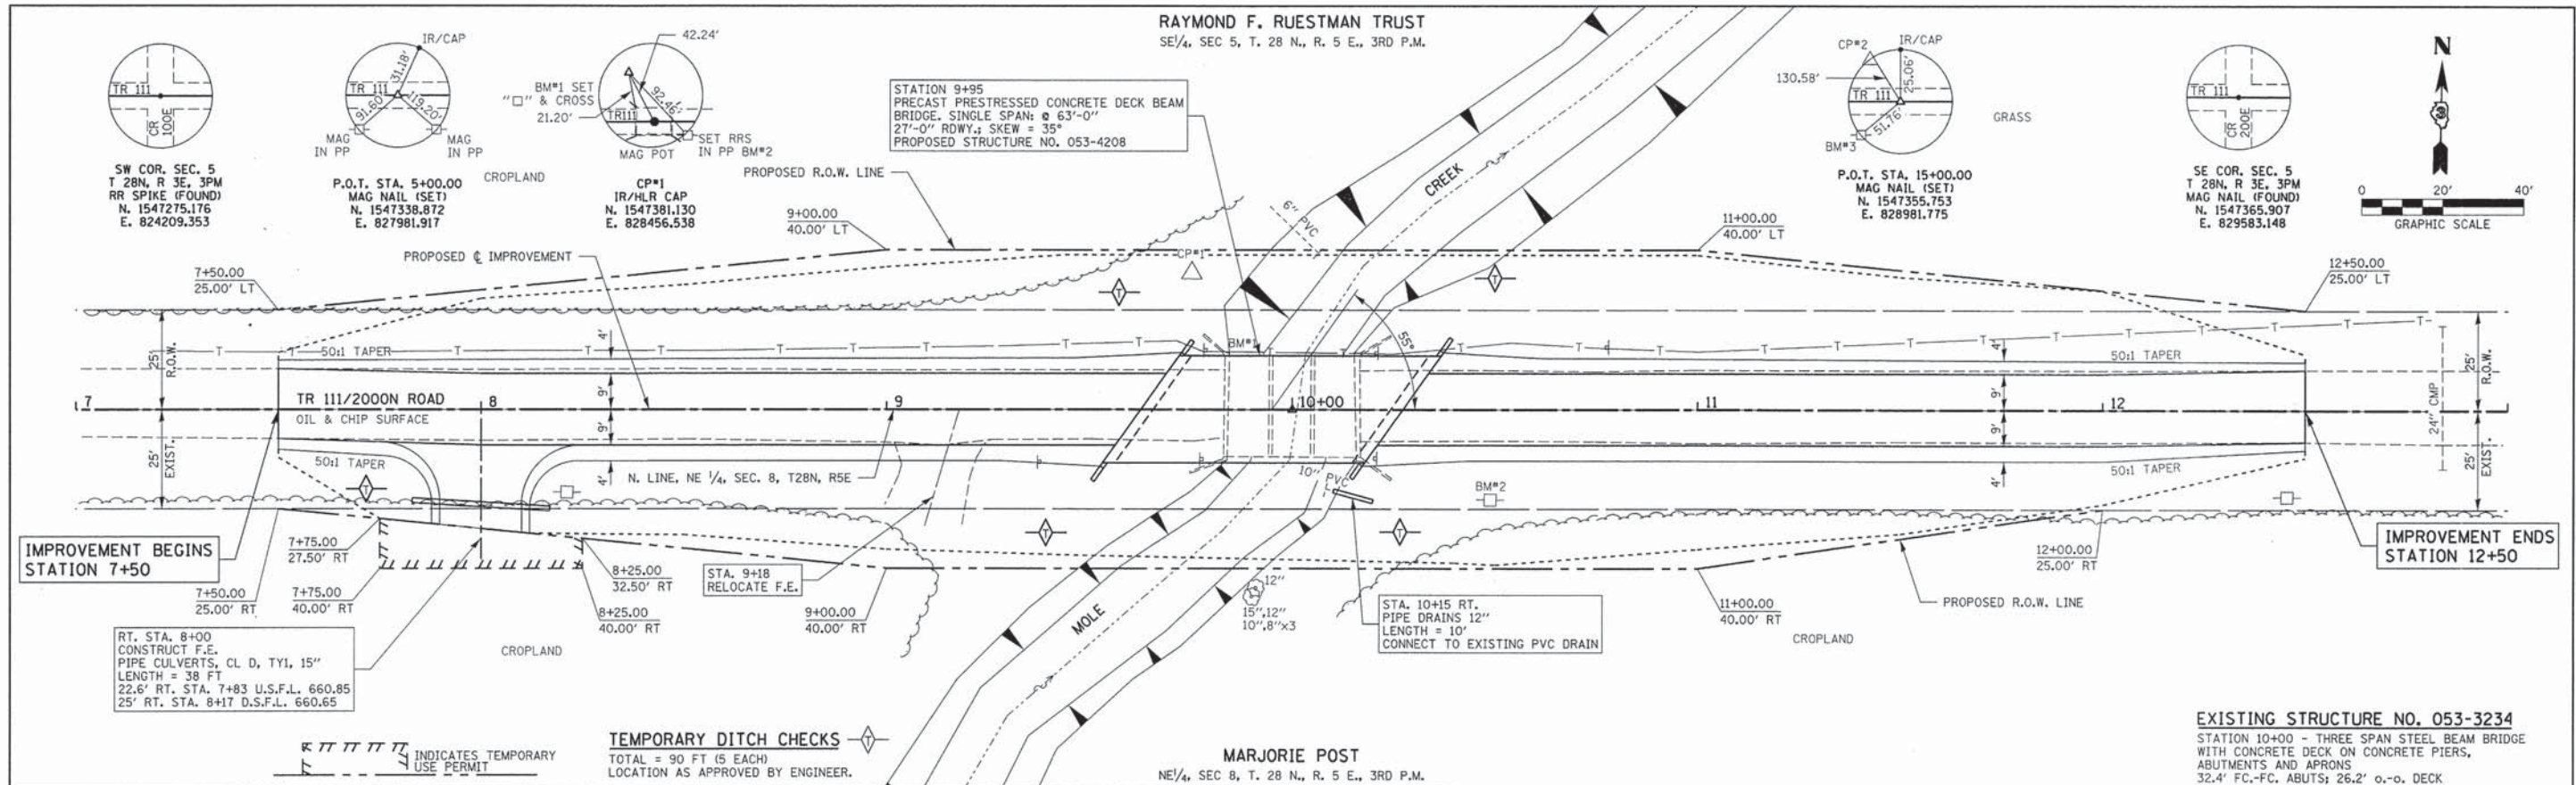 RAYMOND F. RUESTMAN TRUST
SE¼, SEC 5, T. 28 N., R. 5 E., 3RD P.M.
TR 111
CR 100E
SW COR. SEC. 5
T 28N, R 3E, 3PM
RR SPIKE (FOUND)
N. 1547275.176
E. 824209.353
IR/CAP
31.18'
TR 111
91.60'
119.20'
MAG IN PP
MAG IN PP
P.O.T. STA. 5+00.00
MAG NAIL (SET)
N. 1547338.872
E. 827981.917
CROPLAND
42.24'
BM#1 SET
"□" & CROSS
21.20'
92.46'
TR111
SET RRS
IN PP BM#2
MAG POT
CP#1
IR/HLR CAP
N. 1547381.130
E. 828456.538
STATION 9+95
PRECAST PRESTRESSED CONCRETE DECK BEAM
BRIDGE. SINGLE SPAN: @ 63'-0"
27'-0" RDWY.; SKEW = 35°
PROPOSED STRUCTURE NO. 053-4208
PROPOSED R.O.W. LINE
CREEK
6" PVC
CP#2
IR/CAP
130.58'
25.06'
TR 111
51.76'
BM#3
P.O.T. STA. 15+00.00
MAG NAIL (SET)
N. 1547355.753
E. 828981.775
GRASS
TR 111
CR 200E
SE COR. SEC. 5
T 28N, R 3E, 3PM
MAG NAIL (FOUND)
N. 1547365.907
E. 829583.148
N
0 20' 40'
GRAPHIC SCALE
9+00.00
40.00' LT
11+00.00
40.00' LT
PROPOSED ℄ IMPROVEMENT
CP#1
7+50.00
25.00' LT
12+50.00
25.00' LT
T
T
25'
R.O.W.
50:1 TAPER
4'
BM#1
55°
4'
50:1 TAPER
25'
R.O.W.
9'
9'
7
TR 111/2000N ROAD
8
9
10+00
11
12
OIL & CHIP SURFACE
24" CMP
9'
9'
25'
EXIST.
50:1 TAPER
4'
N. LINE, NE ¼, SEC. 8, T28N, R5E
10"
PVC
4'
50:1 TAPER
25'
EXIST.
T
BM#2
T
T
IMPROVEMENT BEGINS
STATION 7+50
7+75.00
27.50' RT
8+25.00
32.50' RT
STA. 9+18
RELOCATE F.E.
12+00.00
25.00' RT
IMPROVEMENT ENDS
STATION 12+50
7+50.00
25.00' RT
7+75.00
40.00' RT
8+25.00
40.00' RT
9+00.00
40.00' RT
12"
15",12"
10",8"x3
11+00.00
40.00' RT
PROPOSED R.O.W. LINE
MOLE
STA. 10+15 RT.
PIPE DRAINS 12"
LENGTH = 10'
CONNECT TO EXISTING PVC DRAIN
CROPLAND
RT. STA. 8+00
CONSTRUCT F.E.
PIPE CULVERTS, CL D, TY1, 15"
LENGTH = 38 FT
22.6' RT. STA. 7+83 U.S.F.L. 660.85
25' RT. STA. 8+17 D.S.F.L. 660.65
CROPLAND
INDICATES TEMPORARY
USE PERMIT
TEMPORARY DITCH CHECKS T
TOTAL = 90 FT (5 EACH)
LOCATION AS APPROVED BY ENGINEER.
MARJORIE POST
NE¼, SEC 8, T. 28 N., R. 5 E., 3RD P.M.
EXISTING STRUCTURE NO. 053-3234
STATION 10+00 - THREE SPAN STEEL BEAM BRIDGE
WITH CONCRETE DECK ON CONCRETE PIERS,
ABUTMENTS AND APRONS
32.4' FC.-FC. ABUTS; 26.2' o.-o. DECK